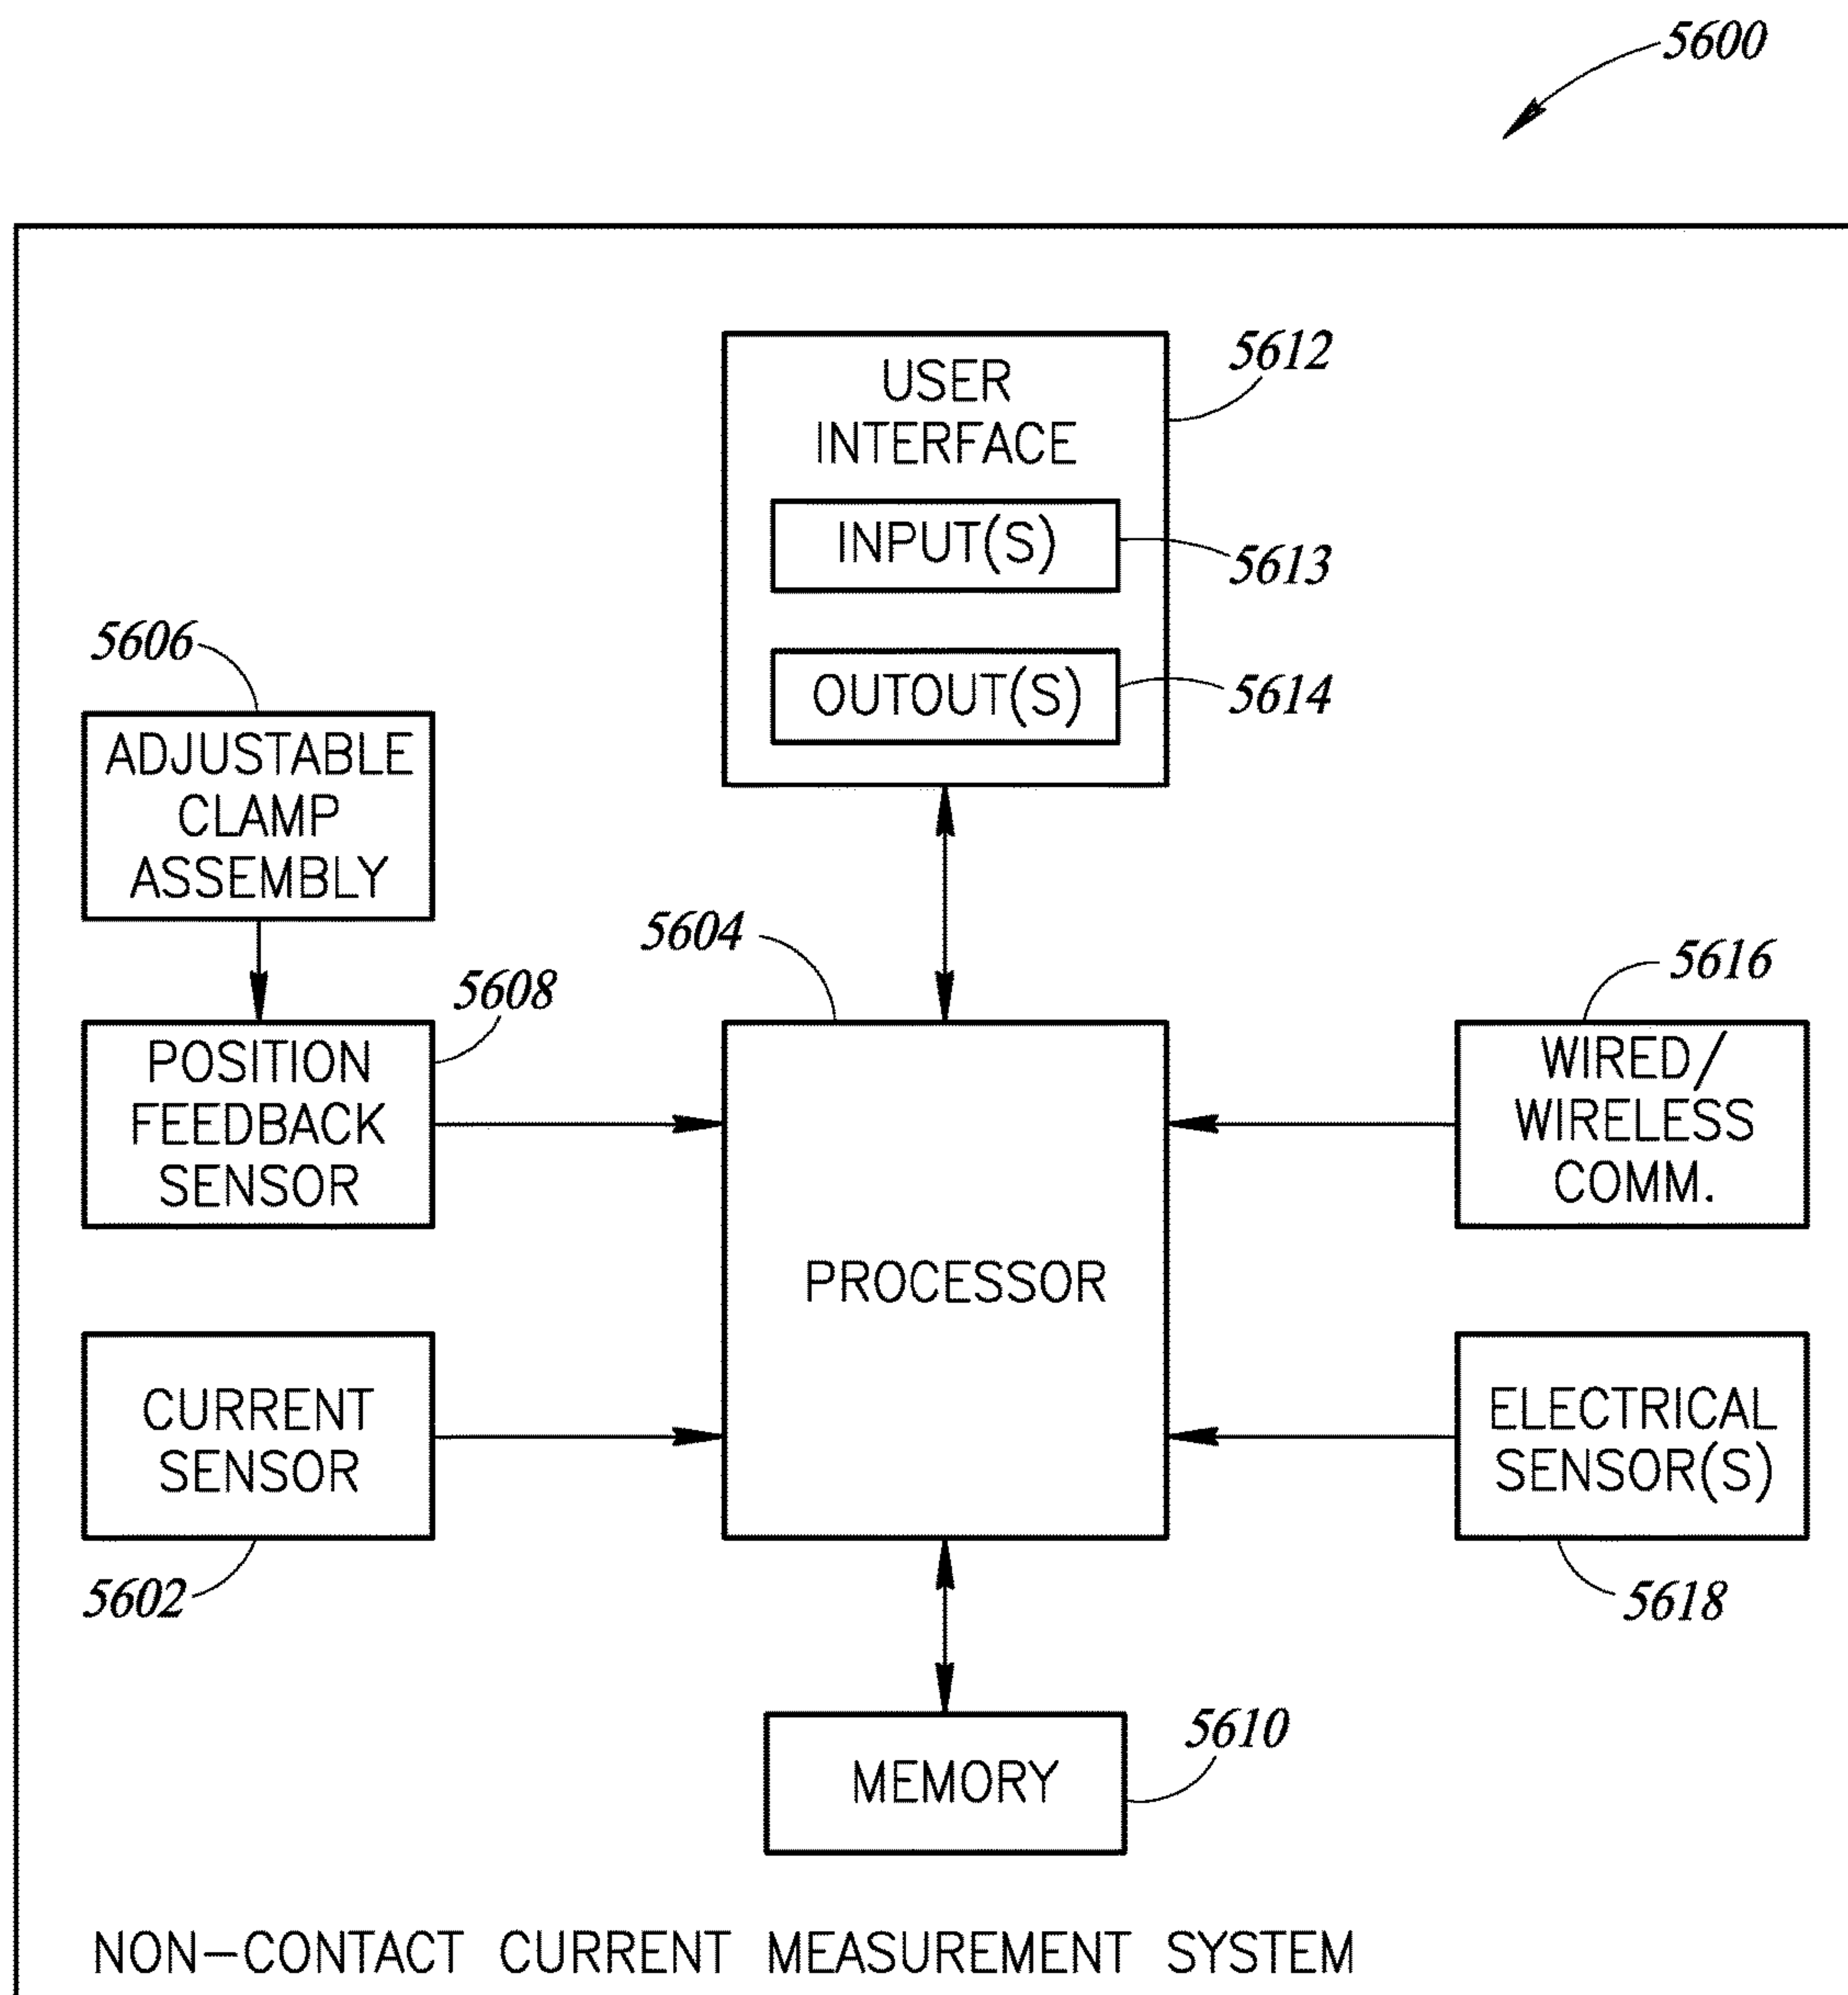 5600
USER
INTERFACE
5612
INPUT(S)
5613
OUTOUT(S)
5614
5606
ADJUSTABLE
CLAMP
ASSEMBLY
5608
POSITION
FEEDBACK
SENSOR
5604
PROCESSOR
5616
WIRED/
WIRELESS
COMM.
CURRENT
SENSOR
5602
ELECTRICAL
SENSOR(S)
5618
MEMORY
5610
NON-CONTACT CURRENT MEASUREMENT SYSTEM